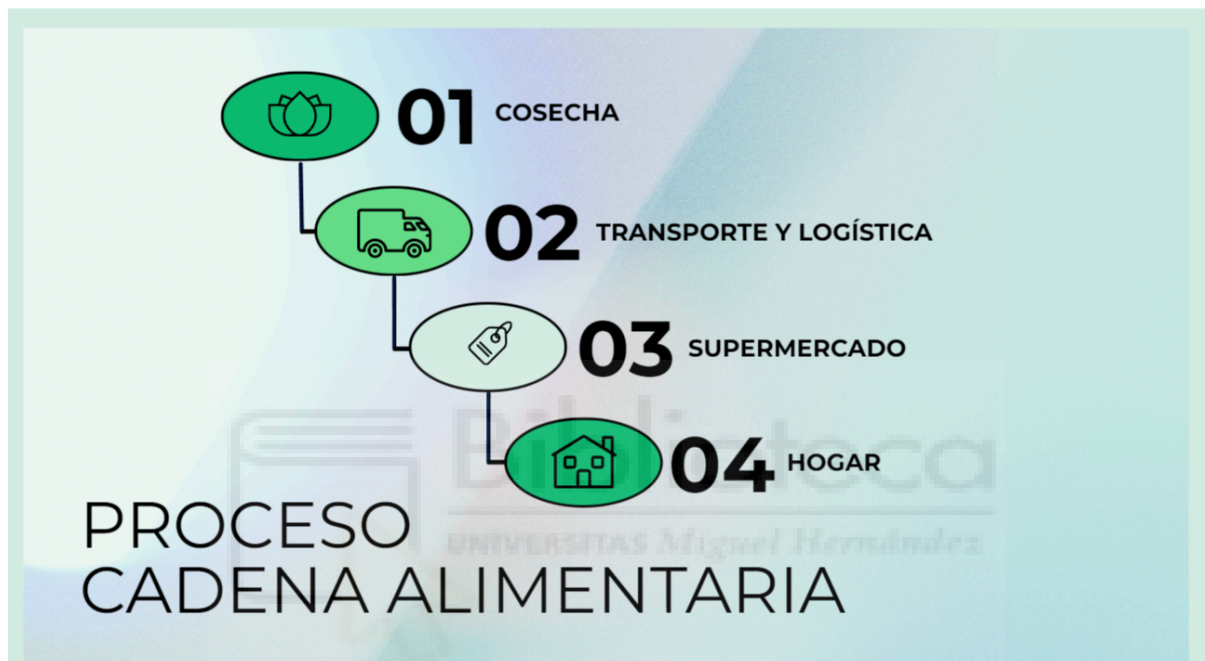 01 COSECHA
02 TRANSPORTE Y LOGÍSTICA
03 SUPERMERCADO
04 HOGAR
Biblioteca
UNIVERSITAS Miguel Hernández
PROCESO
CADENA ALIMENTARIA